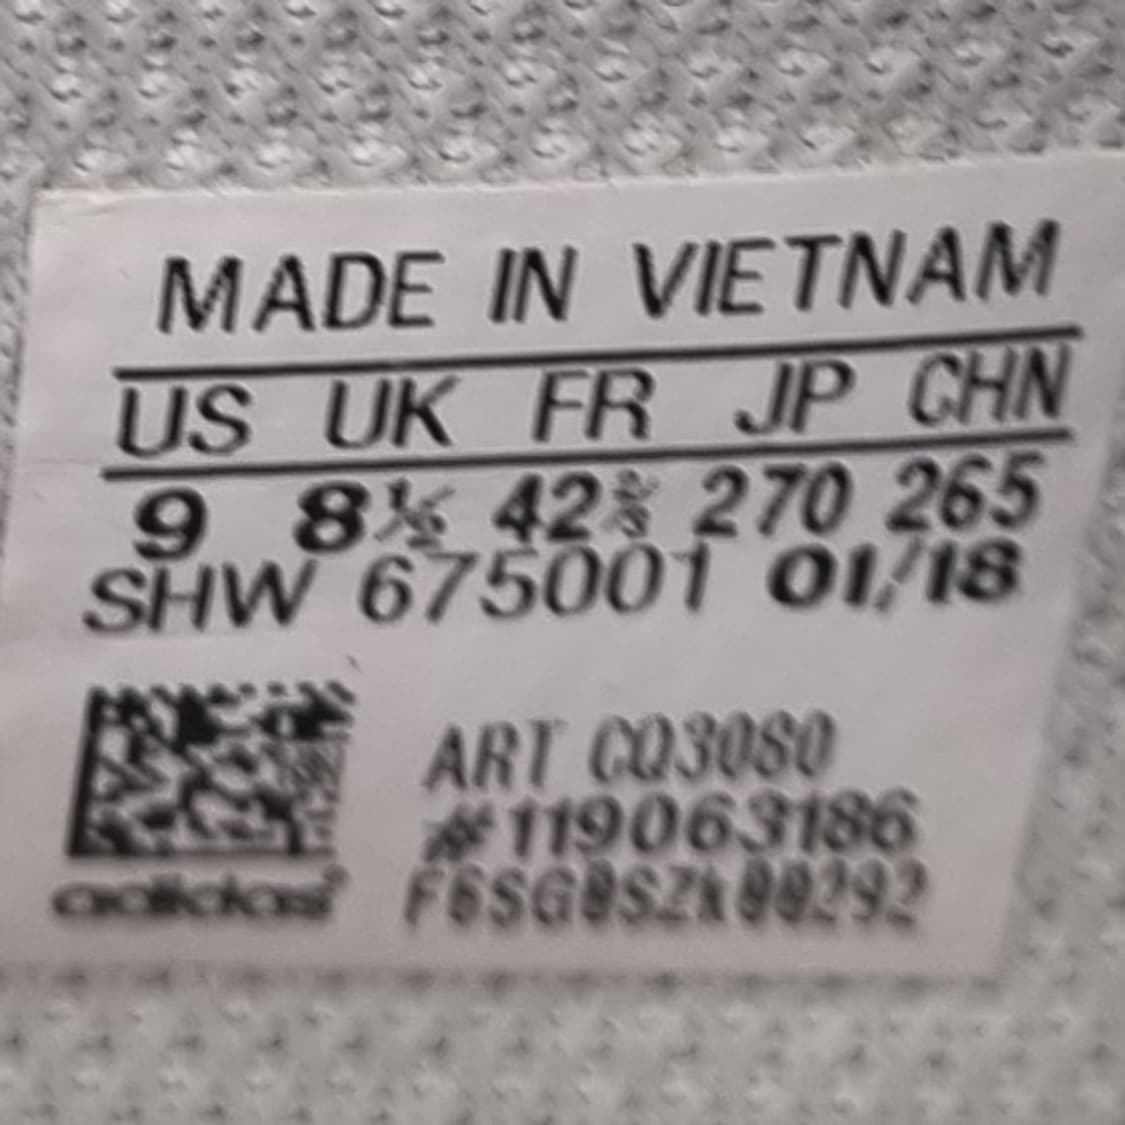 MADE IN VIETNAM
US UK FR JP CHN
9 8½ 42⅔ 270 265
SHW 675001 01/18
ART CQ3080
#119063186
F6SG0SZk00292
adidas